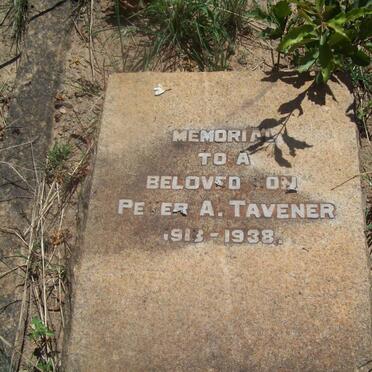 MEMORIAL
TO A
BELOVED SON
PETER A. TAVENER
1913 - 1938.